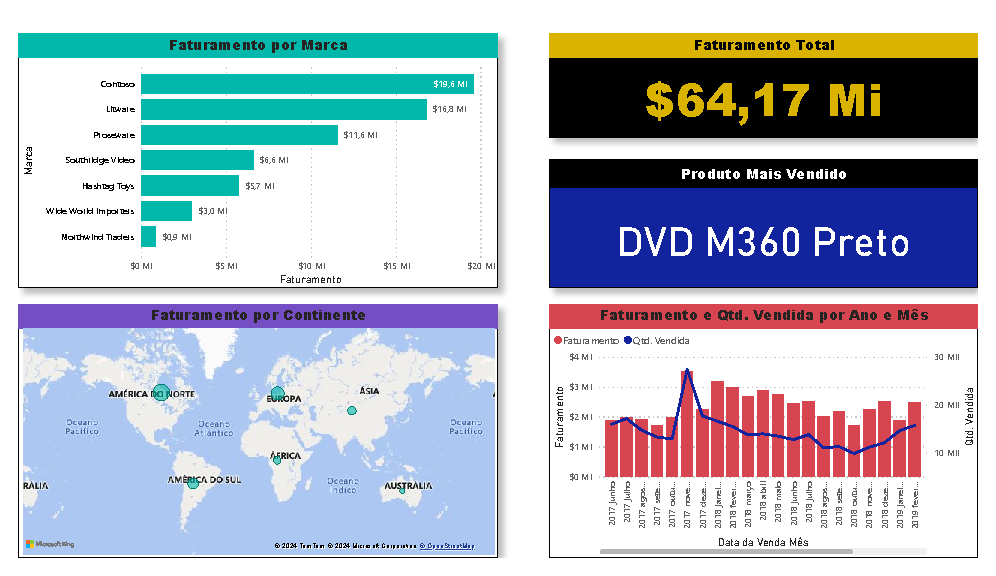 Faturamento por Marca
Marca
Contoso
$19,6 Mi
Litware
$16,8 Mi
Proseware
$11,6 Mi
Southridge Video
$6,6 Mi
Hashtag Toys
$5,7 Mi
Wide World Importers
$3,0 Mi
Northwind Traders
$0,9 Mi
$0 Mi $5 Mi $10 Mi $15 Mi $20 Mi
Faturamento
Faturamento Total
$64,17 Mi
Produto Mais Vendido
DVD M360 Preto
Faturamento por Continente
AMÉRICA DO NORTE
EUROPA
ÁSIA
Oceano Pacífico
Oceano Atlântico
Oceano Pacífico
ÁFRICA
AMÉRICA DO SUL
Oceano Índico
RÁLIA
AUSTRÁLIA
Microsoft Bing
© 2024 TomTom, © 2024 Microsoft Corporation, © OpenStreetMap
Faturamento e Qtd. Vendida por Ano e Mês
Faturamento Qtd. Vendida
Faturamento
$4 Mi
$3 Mi
$2 Mi
$1 Mi
$0 Mi
30 Mil
20 Mil
10 Mil
Qtd. Vendida
2017 junho
2017 julho
2017 agos...
2017 sete...
2017 outu...
2017 nove...
2017 deze...
2018 janei...
2018 fevei...
2018 março
2018 abril
2018 maio
2018 junho
2018 julho
2018 agos...
2018 sete...
2018 outu...
2018 nove...
2018 deze...
2019 janei...
2019 fevei...
Data da Venda Mês